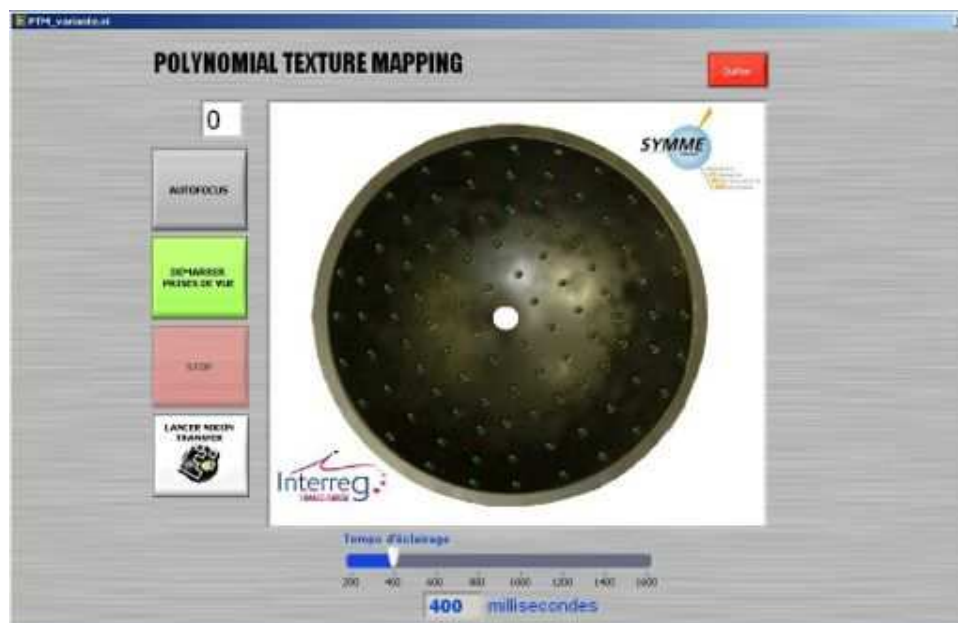 PTM_variante.vi
POLYNOMIAL TEXTURE MAPPING
Quitter
0
AUTOFOCUS
DEMARRER
PRISES DE VUE
STOP
LANCER NIKON
TRANSFER
SYMME
Interreg
Temps d'éclairage
200 400 600 800 1000 1200 1400 1600
400 millisecondes